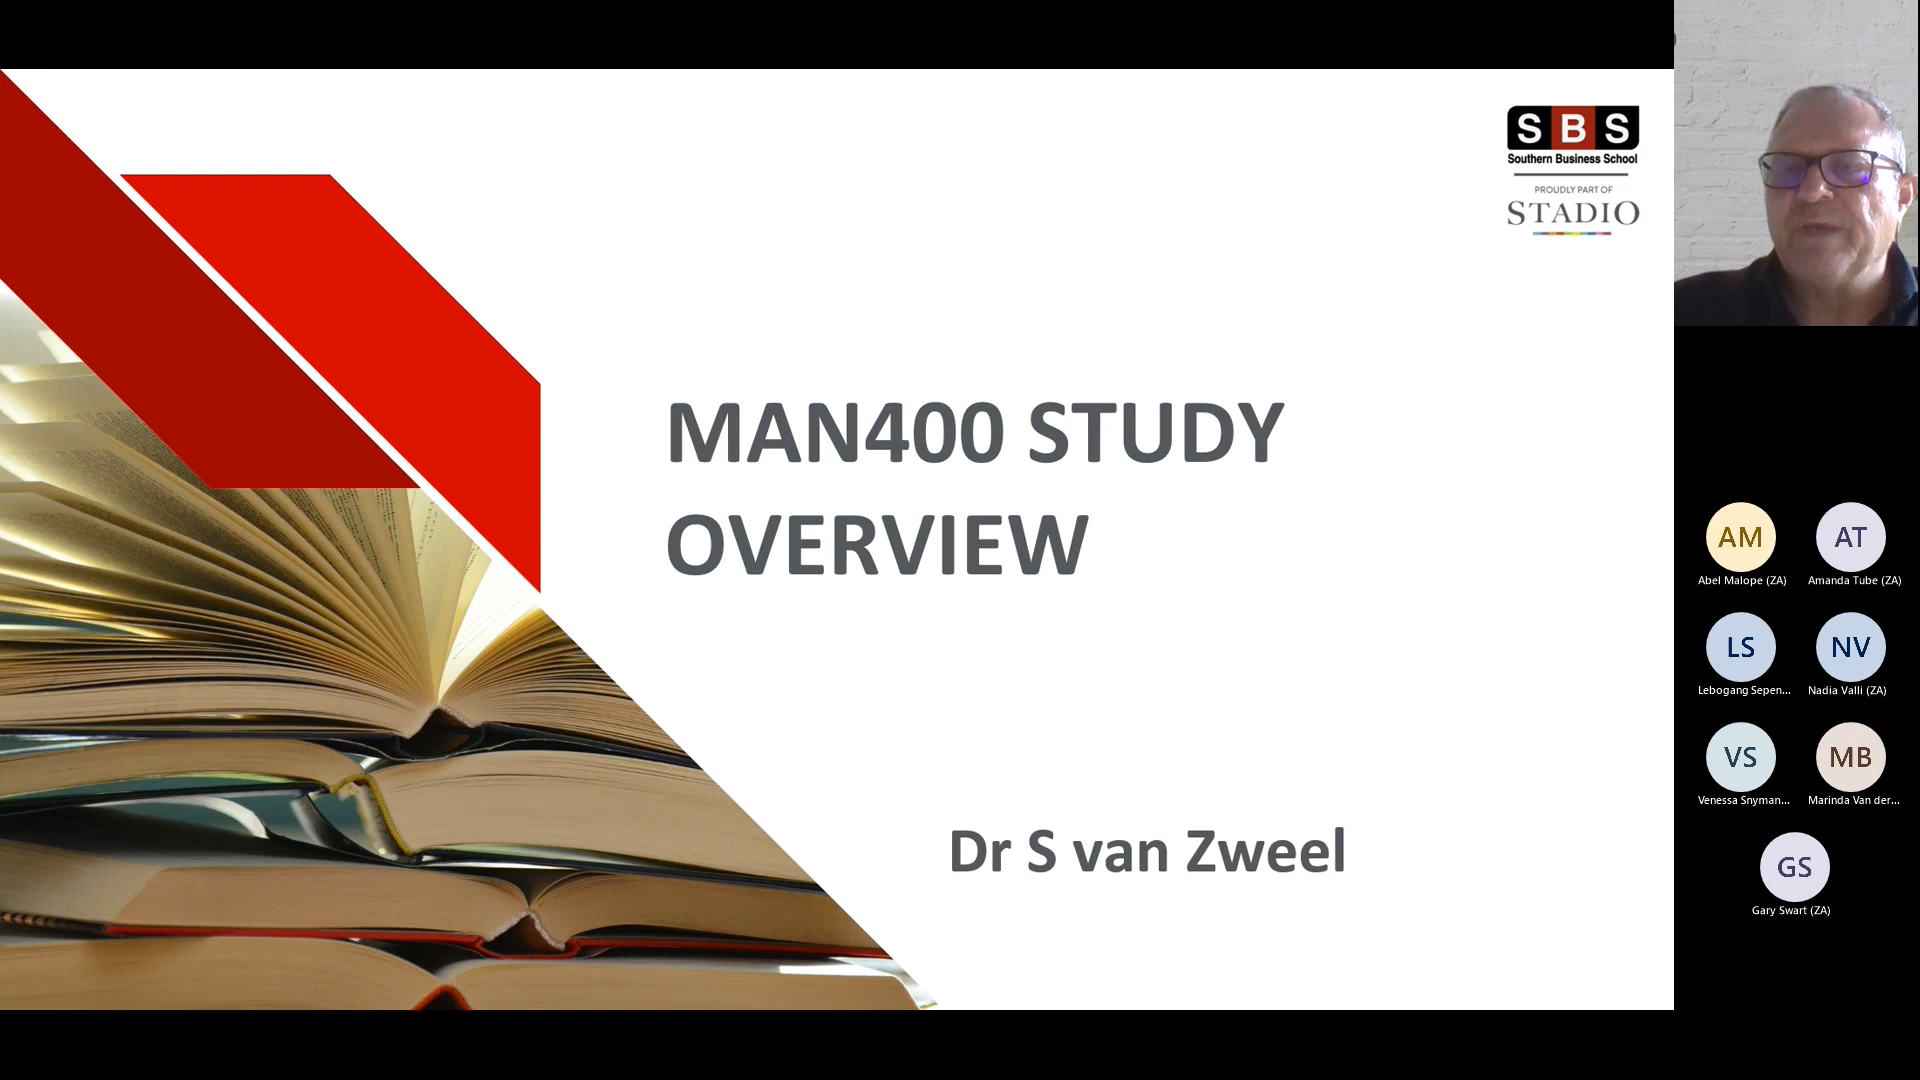 SBS
Southern Business School
PROUDLY PART OF
STADIO
MAN400 STUDY
OVERVIEW
Dr S van Zweel
AM
AT
Abel Malope (ZA)
Amanda Tube (ZA)
LS
NV
Lebogang Sepen...
Nadia Valli (ZA)
VS
MB
Venessa Snyman...
Marinda Van der...
GS
Gary Swart (ZA)